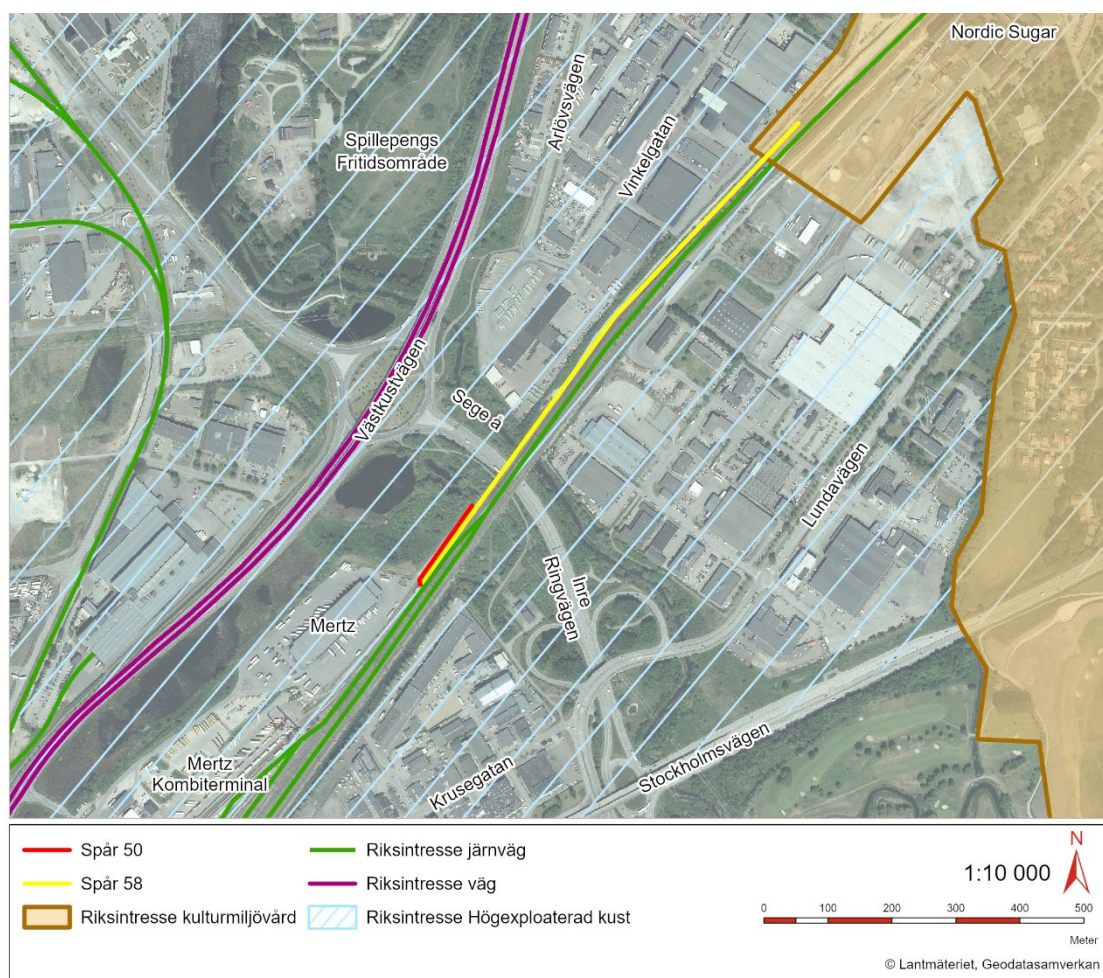 Nordic Sugar
Arlövsvägen
Spillepengs
Fritidsområde
Vinkelgatan
Västkustvägen
Sege å
Lundavägen
Inre
Ringvägen
Mertz
Mertz
Kombiterminal
Krusegatan
Stockholmsvägen
Spår 50
Spår 58
Riksintresse kulturmiljövård
Riksintresse järnväg
Riksintresse väg
Riksintresse Högexploaterad kust
N
1:10 000
0 100 200 300 400 500
Meter
© Lantmäteriet, Geodatasamverkan